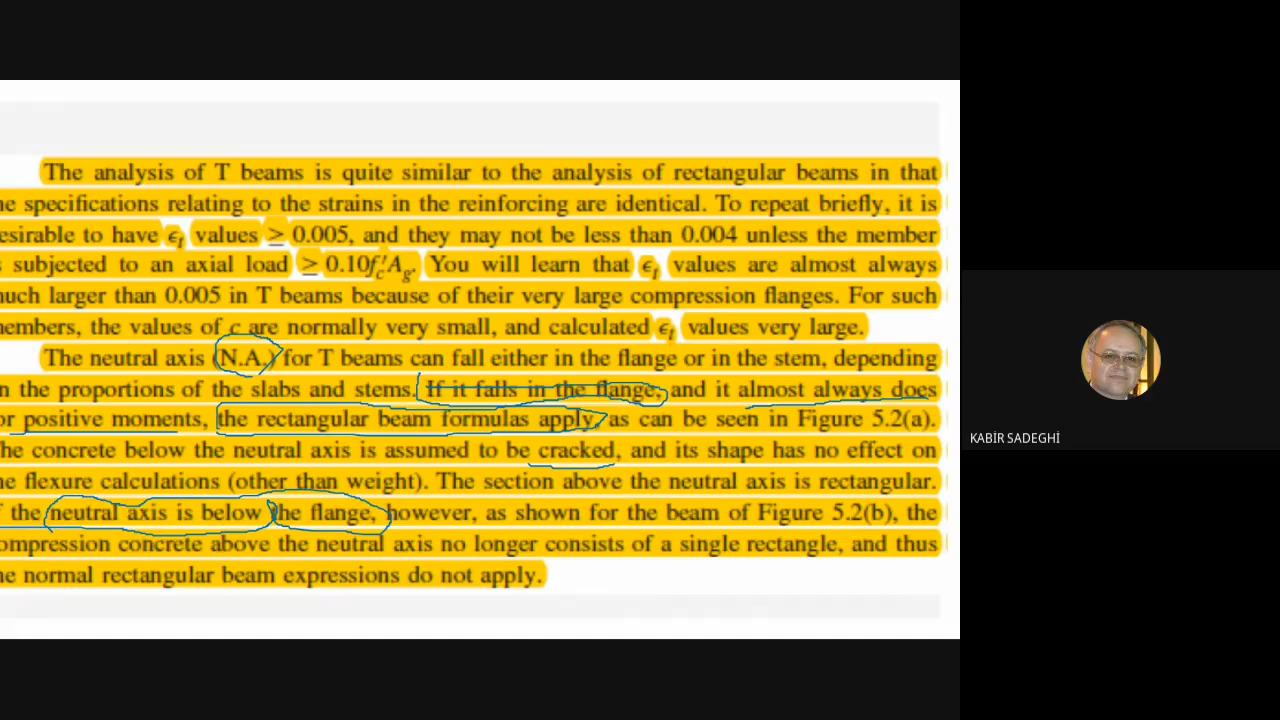 The analysis of T beams is quite similar to the analysis of rectangular beams in that
he specifications relating to the strains in the reinforcing are identical. To repeat briefly, it is
esirable to have ϵt values ≥ 0.005, and they may not be less than 0.004 unless the member
s subjected to an axial load ≥ 0.10f′cAg. You will learn that ϵt values are almost always
uch larger than 0.005 in T beams because of their very large compression flanges. For such
embers, the values of c are normally very small, and calculated ϵt values very large.
The neutral axis (N.A.) for T beams can fall either in the flange or in the stem, depending
n the proportions of the slabs and stems. If it falls in the flange, and it almost always does
or positive moments, the rectangular beam formulas apply, as can be seen in Figure 5.2(a).
he concrete below the neutral axis is assumed to be cracked, and its shape has no effect on
he flexure calculations (other than weight). The section above the neutral axis is rectangular.
f the neutral axis is below the flange, however, as shown for the beam of Figure 5.2(b), the
ompression concrete above the neutral axis no longer consists of a single rectangle, and thus
he normal rectangular beam expressions do not apply.
KABİR SADEGHİ